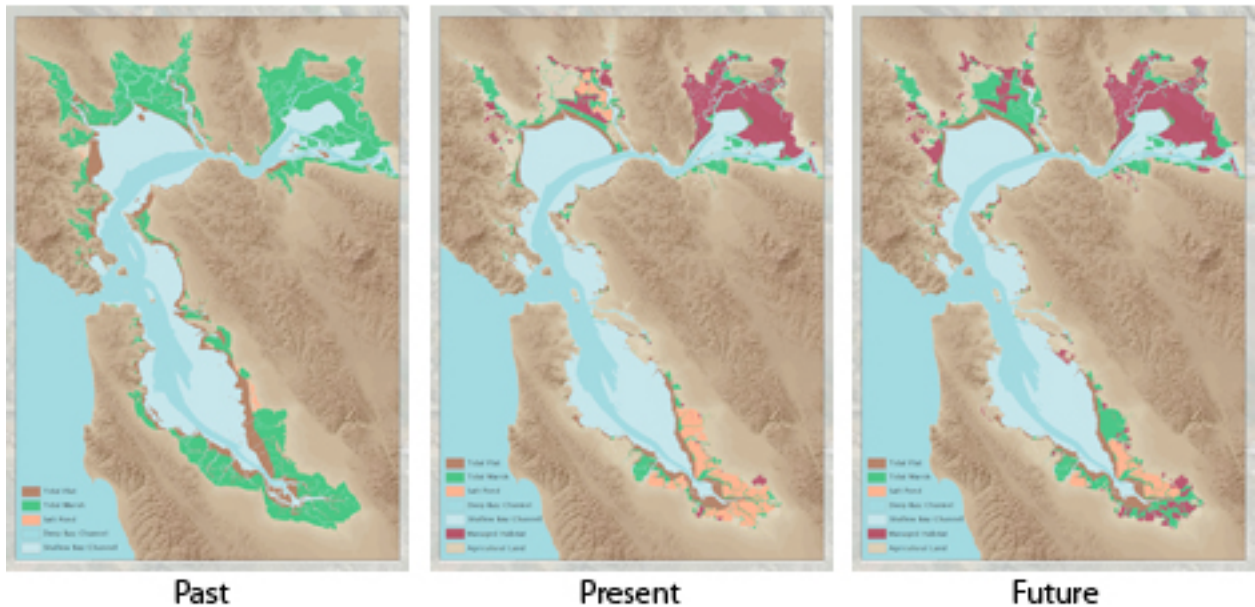 Tidal Flat
Tidal Marsh
Salt Pond
Deep Bay Channel
Shallow Bay Channel
Tidal Flat
Tidal Marsh
Salt Pond
Deep Bay Channel
Shallow Bay Channel
Managed Habitat
Agricultural Land
Tidal Flat
Tidal Marsh
Salt Pond
Deep Bay Channel
Shallow Bay Channel
Managed Habitat
Agricultural Land
Past
Present
Future